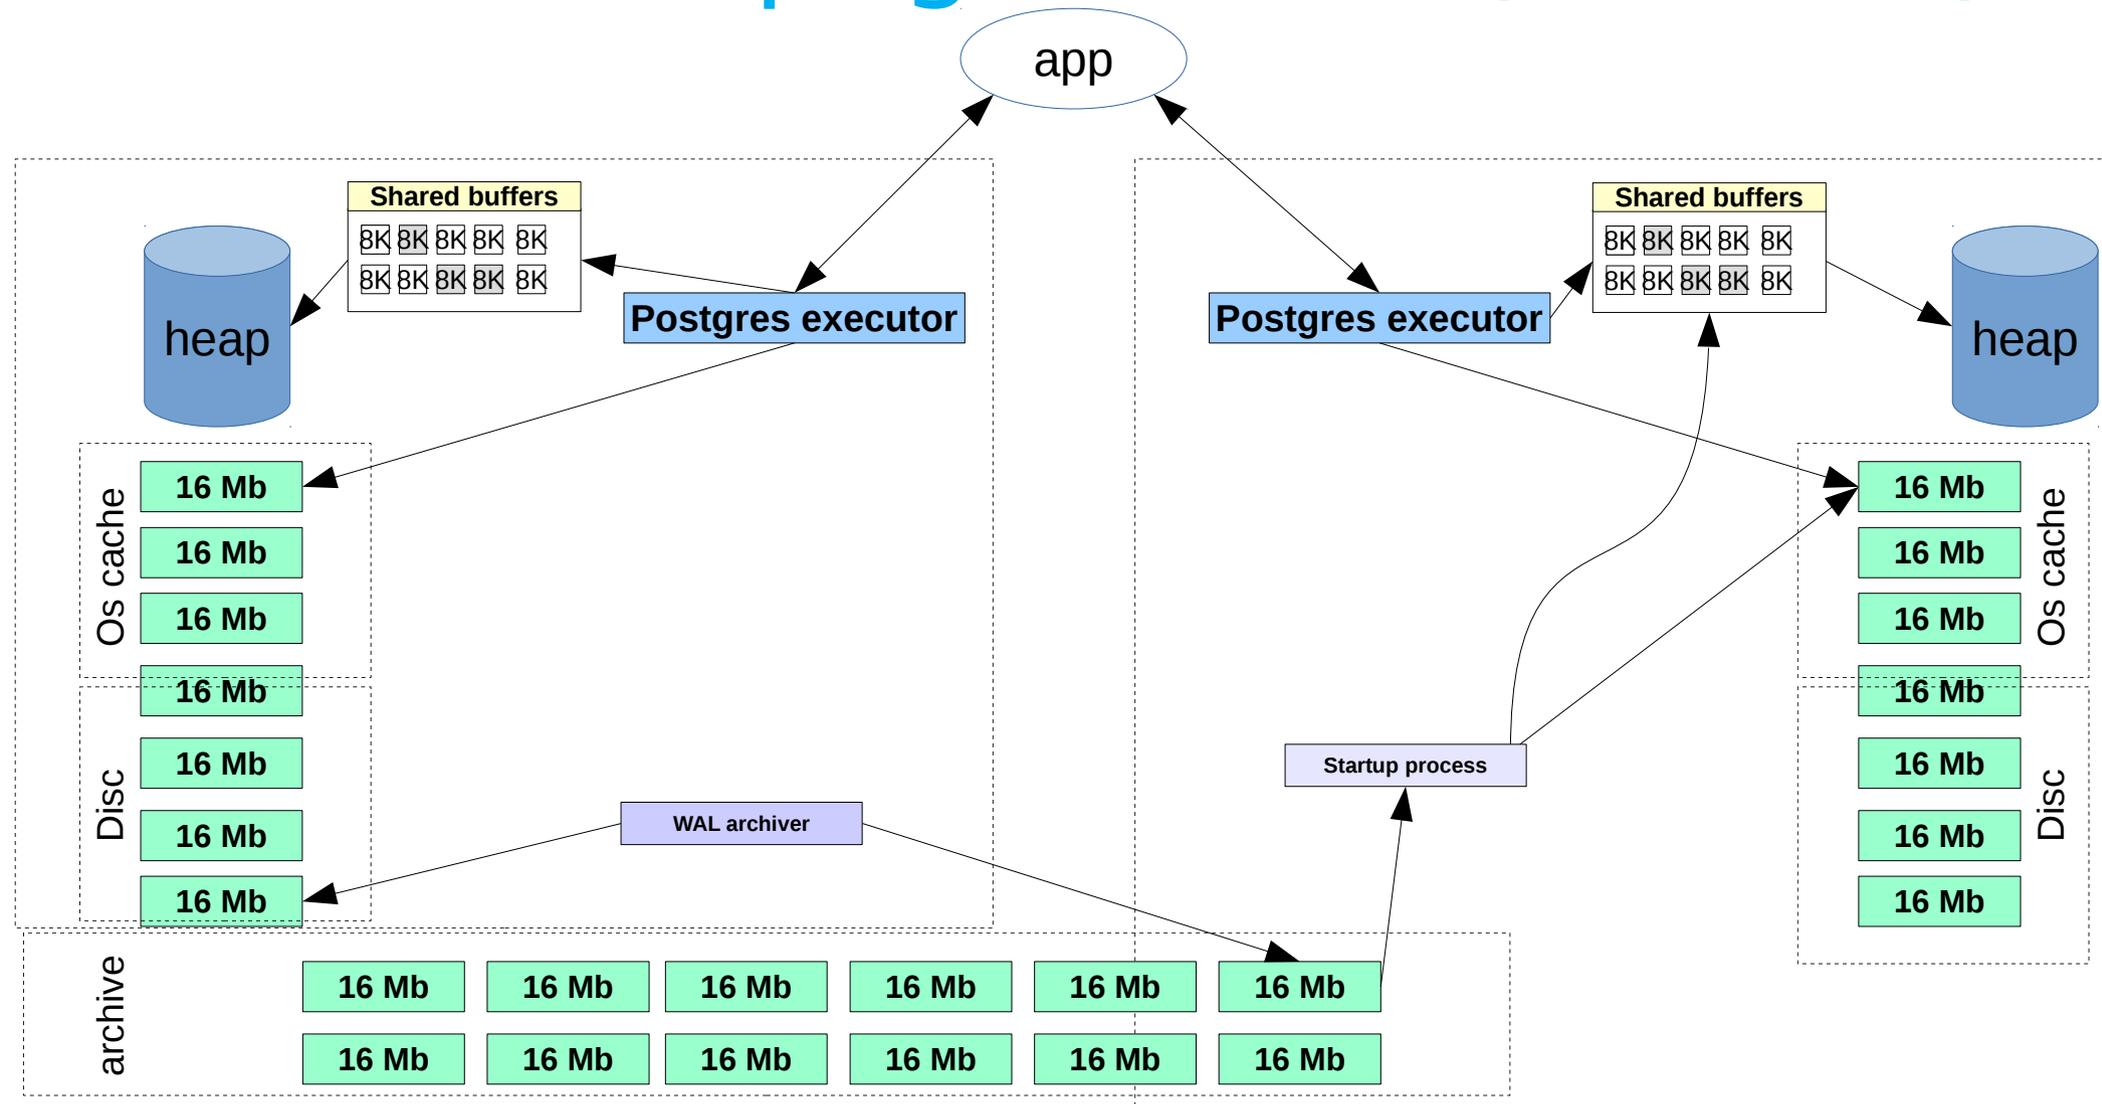 app
Shared buffers
8K 8K 8K 8K 8K
8K 8K 8K 8K 8K
Shared buffers
8K 8K 8K 8K 8K
8K 8K 8K 8K 8K
heap
Postgres executor
Postgres executor
heap
Os cache
16 Mb
16 Mb
16 Mb
16 Mb
Disc
16 Mb
16 Mb
16 Mb
WAL archiver
Startup process
16 Mb
16 Mb
16 Mb
Os cache
16 Mb
16 Mb
16 Mb
16 Mb
Disc
archive
16 Mb 16 Mb 16 Mb 16 Mb 16 Mb 16 Mb
16 Mb 16 Mb 16 Mb 16 Mb 16 Mb 16 Mb